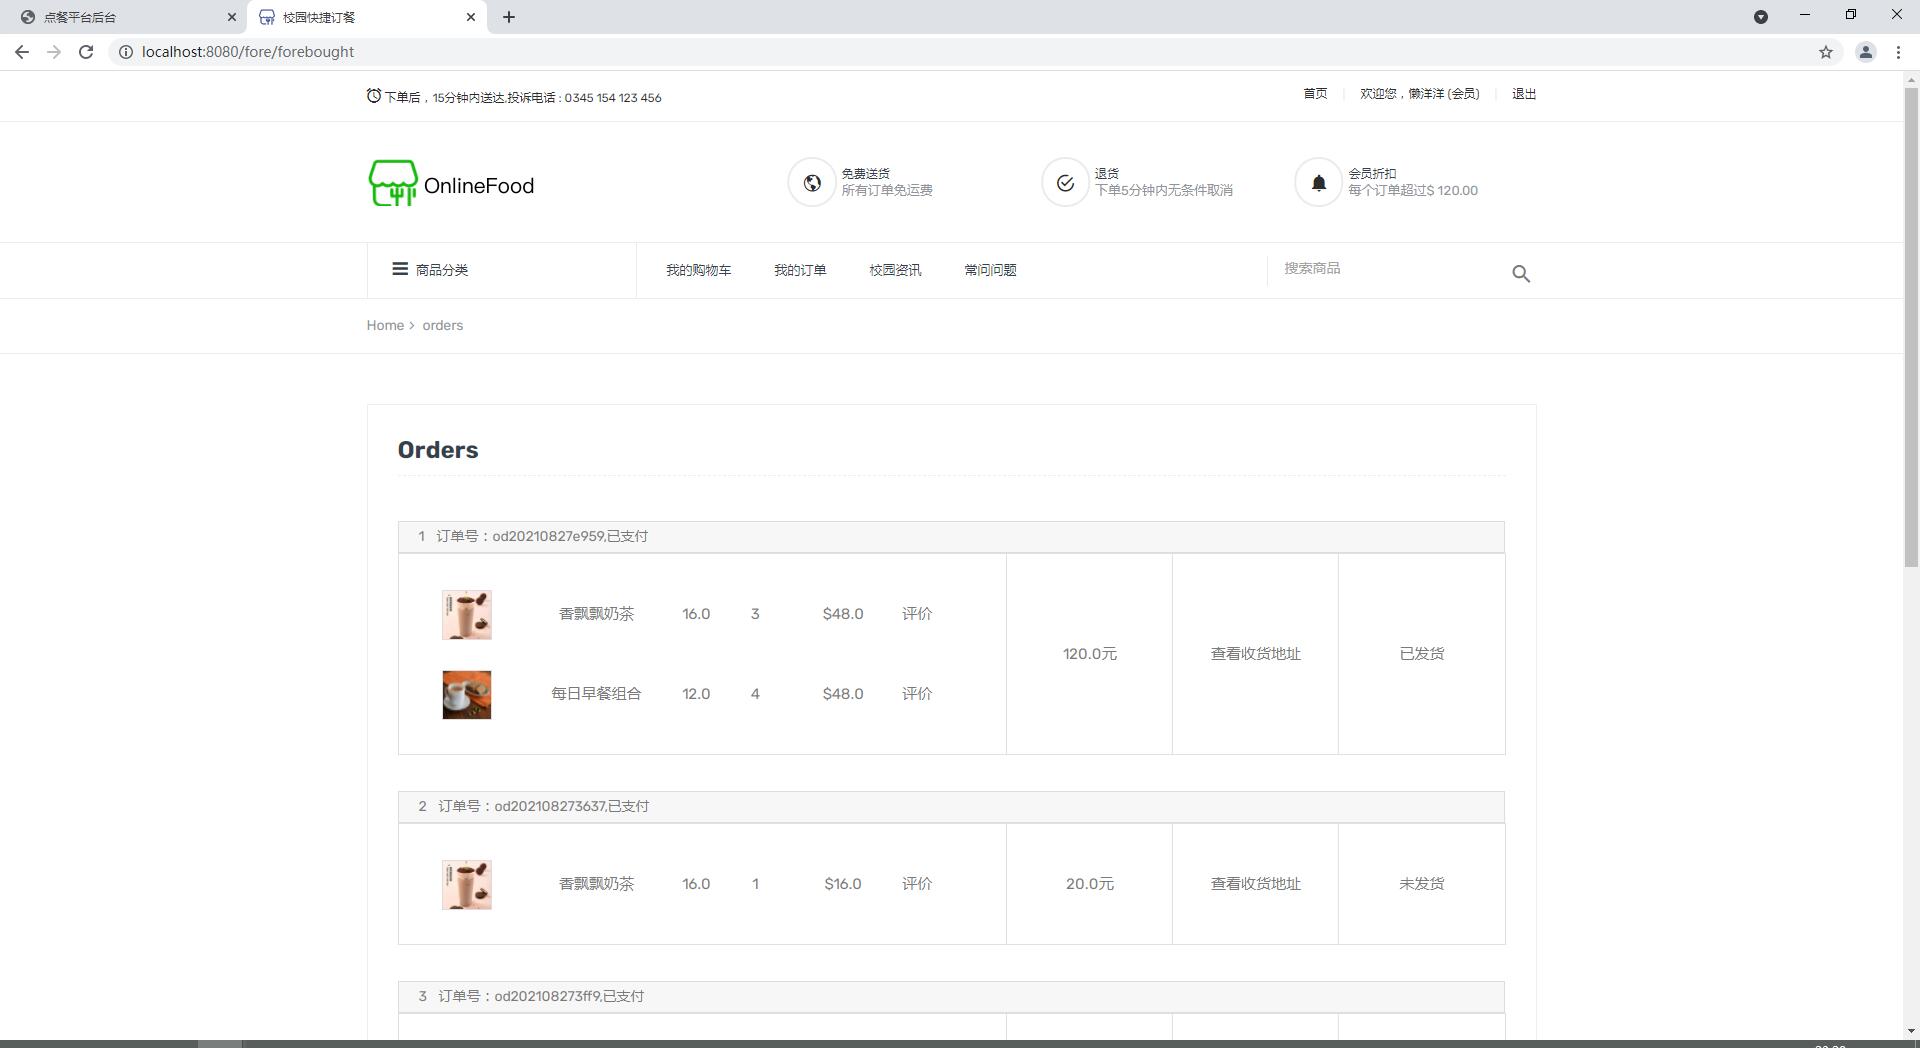 点餐平台后台
校园快捷订餐
localhost:8080/fore/forebought
下单后，15分钟内送达,投诉电话 : 0345 154 123 456
首页
欢迎您，懒洋洋 (会员)
退出
OnlineFood
免费送货
所有订单免运费
退货
下单5分钟内无条件取消
会员折扣
每个订单超过$ 120.00
商品分类
我的购物车
我的订单
校园资讯
常问问题
搜索商品
Home > orders
Orders
1 订单号：od20210827e959,已支付
香飘飘奶茶 16.0 3 $48.0 评价
每日早餐组合 12.0 4 $48.0 评价
120.0元
查看收货地址
已发货
2 订单号：od202108273637,已支付
香飘飘奶茶 16.0 1 $16.0 评价
20.0元
查看收货地址
未发货
3 订单号：od202108273ff9,已支付